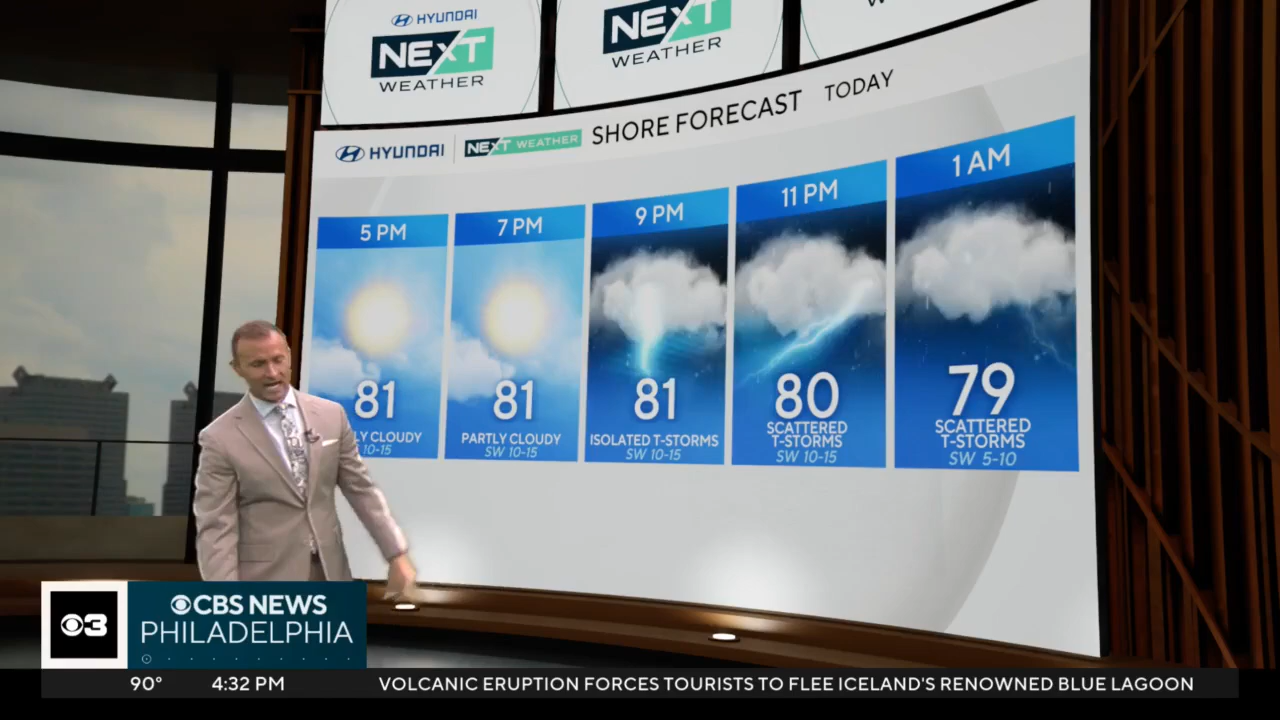 HYUNDAI
NEXT
WEATHER
NEXT
WEATHER
HYUNDAI
NEXT WEATHER
SHORE FORECAST
TODAY
5 PM
81
LY CLOUDY
10-15
7 PM
81
PARTLY CLOUDY
SW 10-15
9 PM
81
ISOLATED T-STORMS
SW 10-15
11 PM
80
SCATTERED
T-STORMS
SW 10-15
1 AM
79
SCATTERED
T-STORMS
SW 5-10
3
CBS NEWS
PHILADELPHIA
90° 4:32 PM VOLCANIC ERUPTION FORCES TOURISTS TO FLEE ICELAND'S RENOWNED BLUE LAGOON